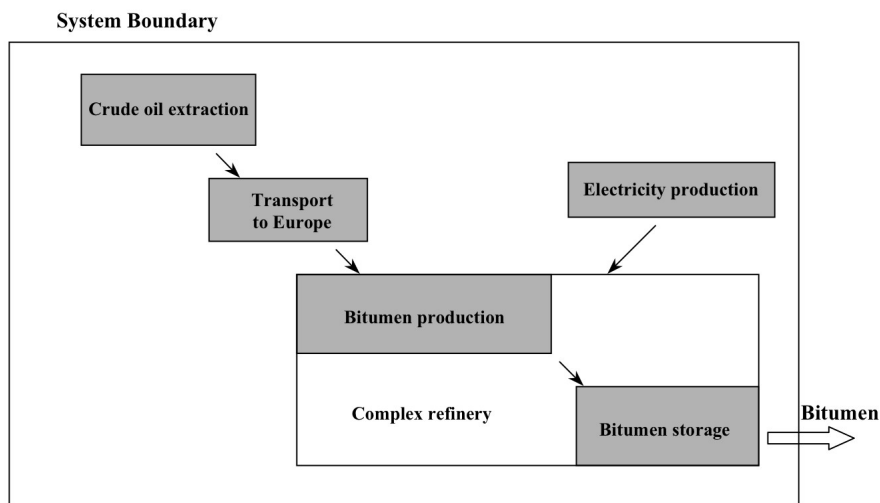 System Boundary
Crude oil extraction
Transport
to Europe
Electricity production
Bitumen production
Complex refinery
Bitumen storage
Bitumen